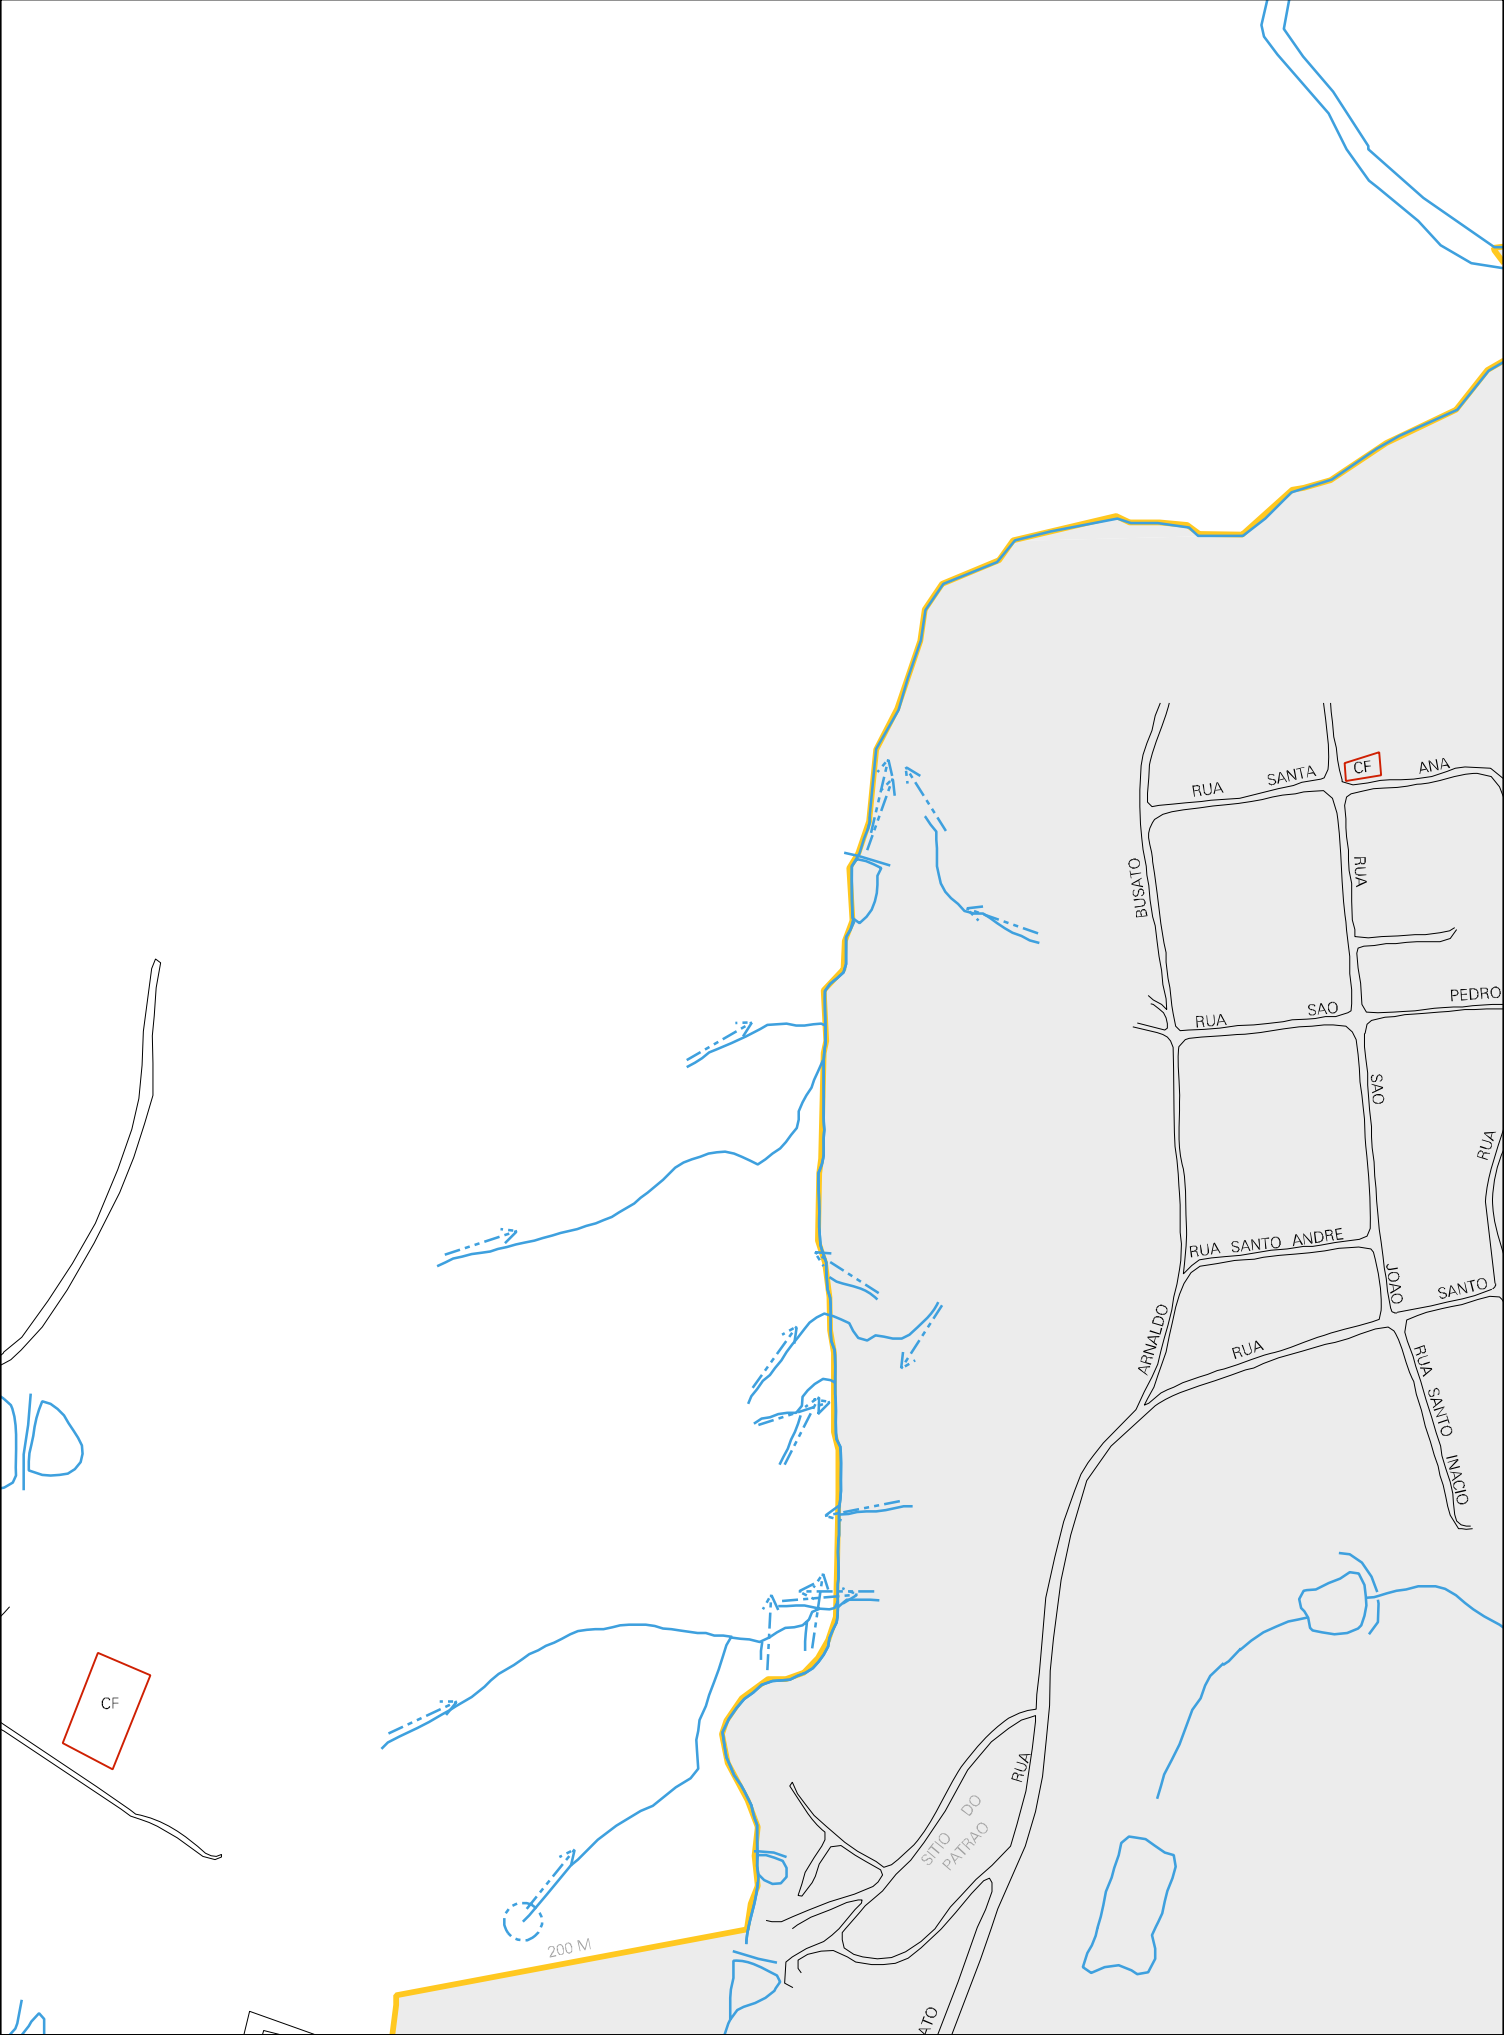 CF
RUA SANTA ANA
BUSATO
RUA
RUA SAO PEDRO
SAO
RUA
RUA SANTO ANDRE
JOAO
SANTO
ARNALDO
RUA
RUA SANTO INACIO
CF
RUA
SITIO DO
PATRAO
200 M
ATO